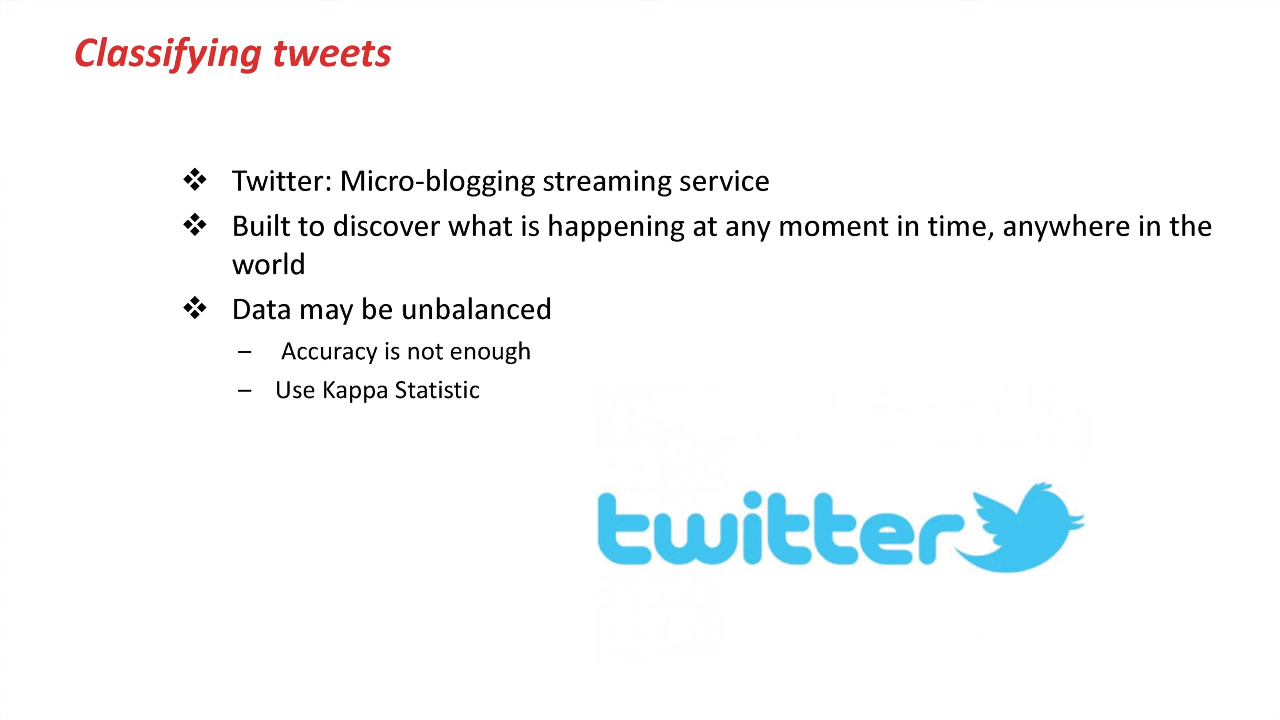 Classifying tweets
❖ Twitter: Micro-blogging streaming service
❖ Built to discover what is happening at any moment in time, anywhere in the
world
❖ Data may be unbalanced
– Accuracy is not enough
– Use Kappa Statistic
twitter